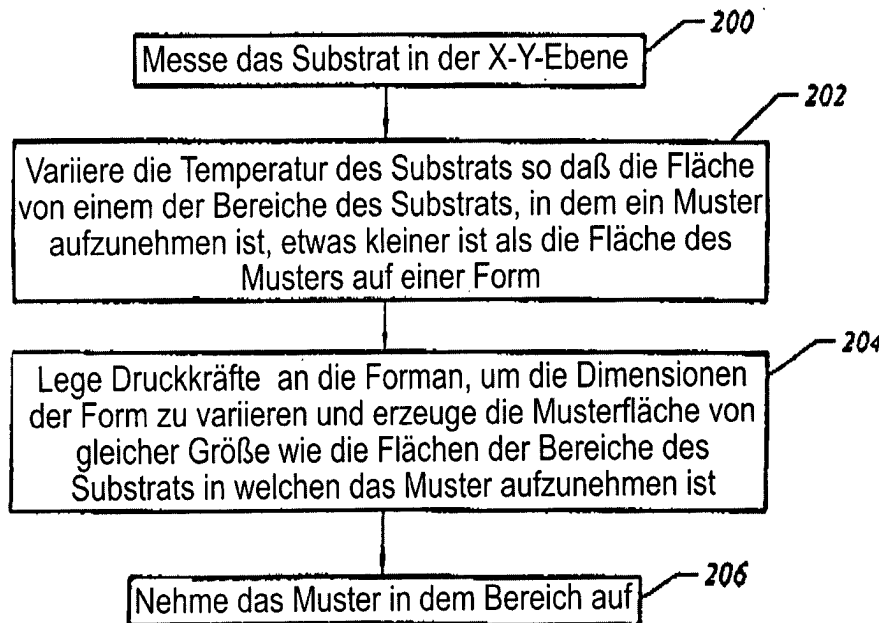 200
Messe das Substrat in der X-Y-Ebene
202
Variiere die Temperatur des Substrats so daß die Fläche
von einem der Bereiche des Substrats, in dem ein Muster
aufzunehmen ist, etwas kleiner ist als die Fläche des
Musters auf einer Form
204
Lege Druckkräfte an die Forman, um die Dimensionen
der Form zu variieren und erzeuge die Musterfläche von
gleicher Größe wie die Flächen der Bereiche des
Substrats in welchen das Muster aufzunehmen ist
206
Nehme das Muster in dem Bereich auf